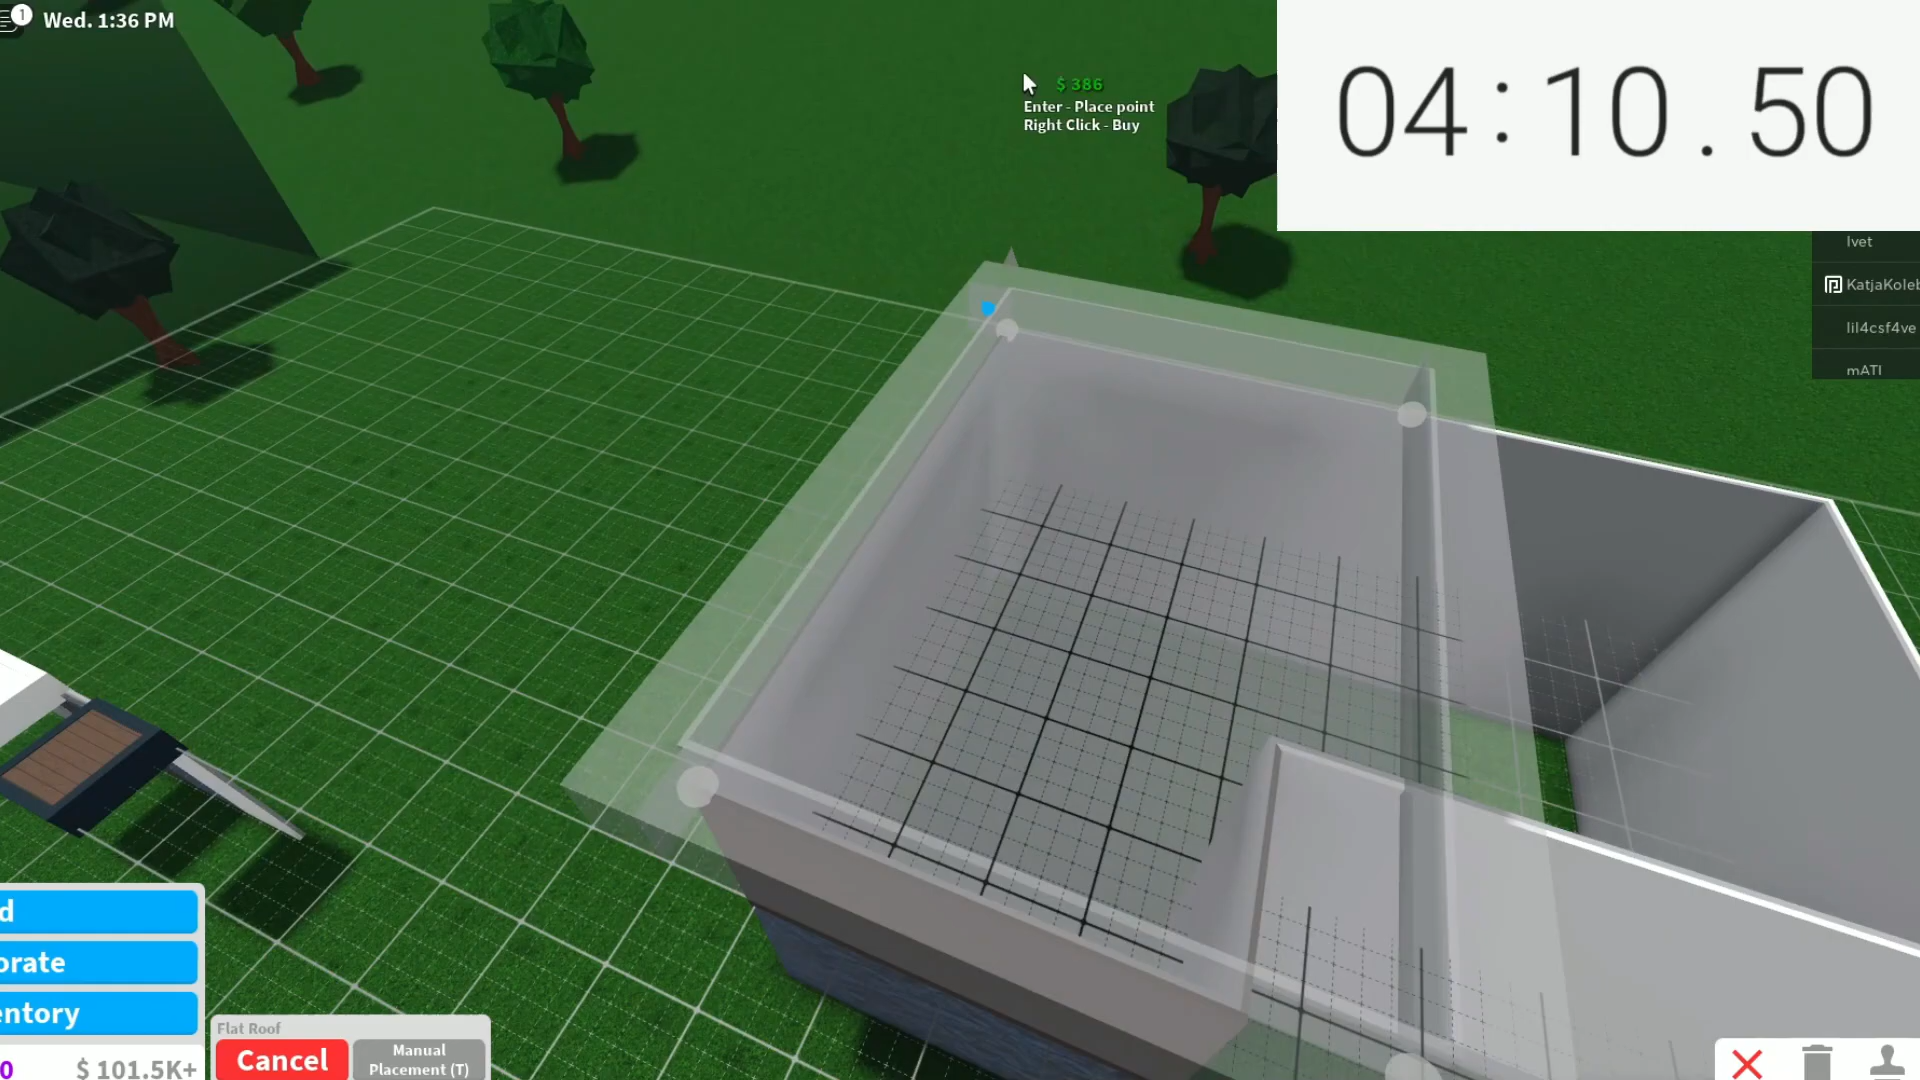 1
Wed. 1:36 PM
$ 386
Enter - Place point
Right Click - Buy
04:10.50
lvet
KatjaKoleb
lil4csf4ve
mATI
d
orate
entory
0
$ 101.5K+
Flat Roof
Cancel
Manual
Placement (T)